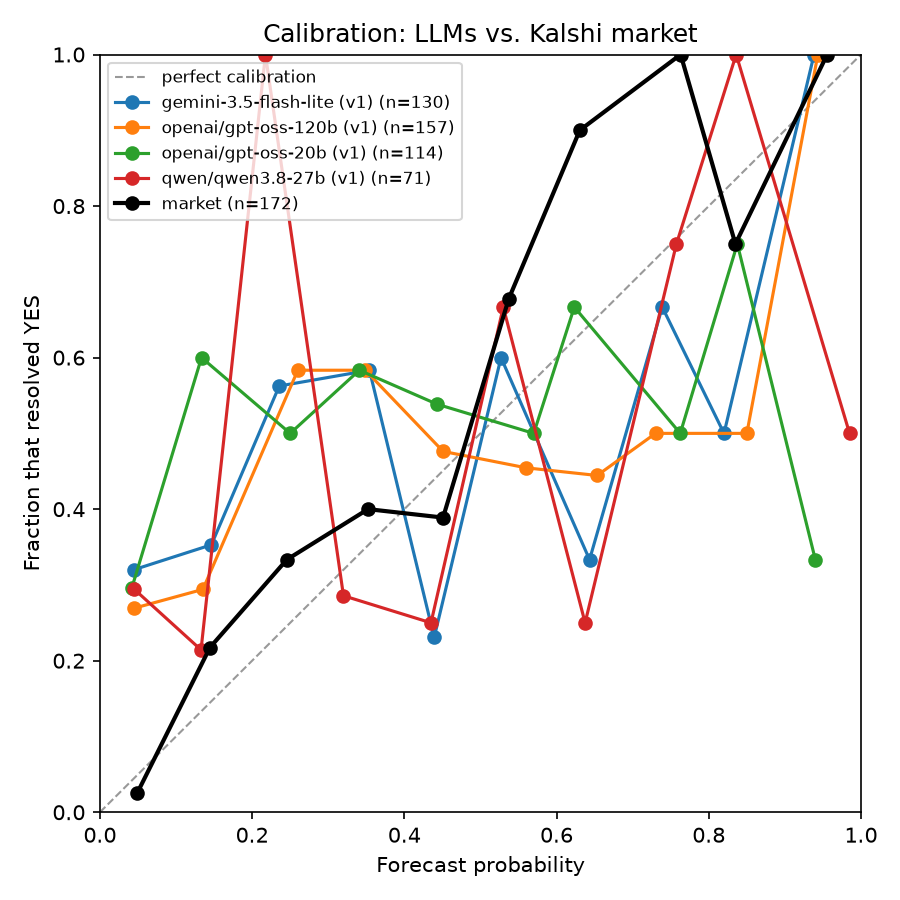 Calibration: LLMs vs. Kalshi market
1.0
0.8
0.6
0.4
0.2
0.0
Fraction that resolved YES
perfect calibration
gemini-3.5-flash-lite (v1) (n=130)
openai/gpt-oss-120b (v1) (n=157)
openai/gpt-oss-20b (v1) (n=114)
qwen/qwen3.8-27b (v1) (n=71)
market (n=172)
0.0 0.2 0.4 0.6 0.8 1.0
Forecast probability